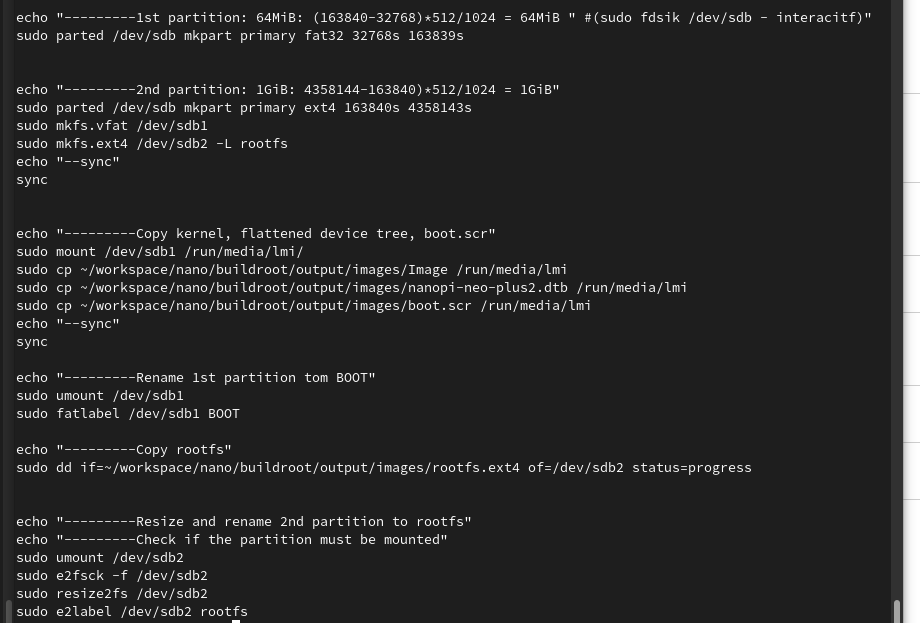 echo "---------1st partition: 64MiB: (163840-32768)*512/1024 = 64MiB " #(sudo fdsik /dev/sdb - interacitf)"
sudo parted /dev/sdb mkpart primary fat32 32768s 163839s
echo "---------2nd partition: 1GiB: 4358144-163840)*512/1024 = 1GiB"
sudo parted /dev/sdb mkpart primary ext4 163840s 4358143s
sudo mkfs.vfat /dev/sdb1
sudo mkfs.ext4 /dev/sdb2 -L rootfs
echo "--sync"
sync
echo "---------Copy kernel, flattened device tree, boot.scr"
sudo mount /dev/sdb1 /run/media/lmi/
sudo cp ~/workspace/nano/buildroot/output/images/Image /run/media/lmi
sudo cp ~/workspace/nano/buildroot/output/images/nanopi-neo-plus2.dtb /run/media/lmi
sudo cp ~/workspace/nano/buildroot/output/images/boot.scr /run/media/lmi
echo "--sync"
sync
echo "---------Rename 1st partition tom BOOT"
sudo umount /dev/sdb1
sudo fatlabel /dev/sdb1 BOOT
echo "---------Copy rootfs"
sudo dd if=~/workspace/nano/buildroot/output/images/rootfs.ext4 of=/dev/sdb2 status=progress
echo "---------Resize and rename 2nd partition to rootfs"
echo "---------Check if the partition must be mounted"
sudo umount /dev/sdb2
sudo e2fsck -f /dev/sdb2
sudo resize2fs /dev/sdb2
sudo e2label /dev/sdb2 rootfs